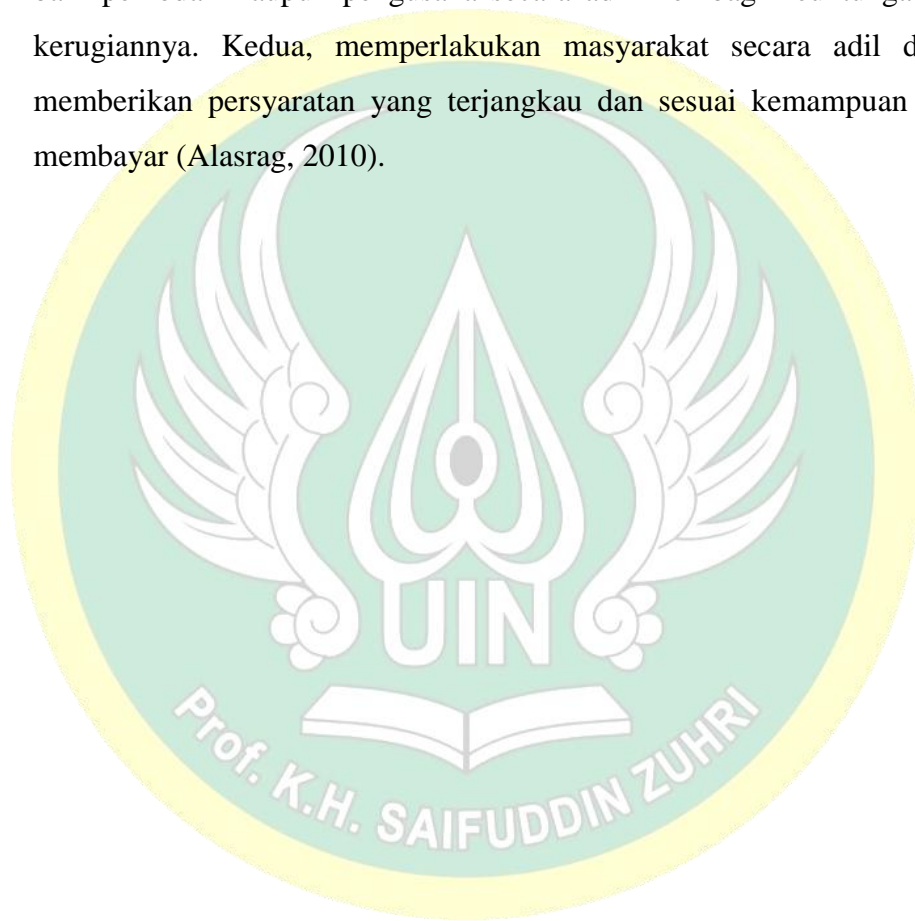 kerugiannya. Kedua, memperlakukan masyarakat secara adil
memberikan persyaratan yang terjangkau dan sesuai kemampuan
membayar (Alasrag, 2010).
UIN
Prof. K.H. SAIFUDDIN ZUHRI